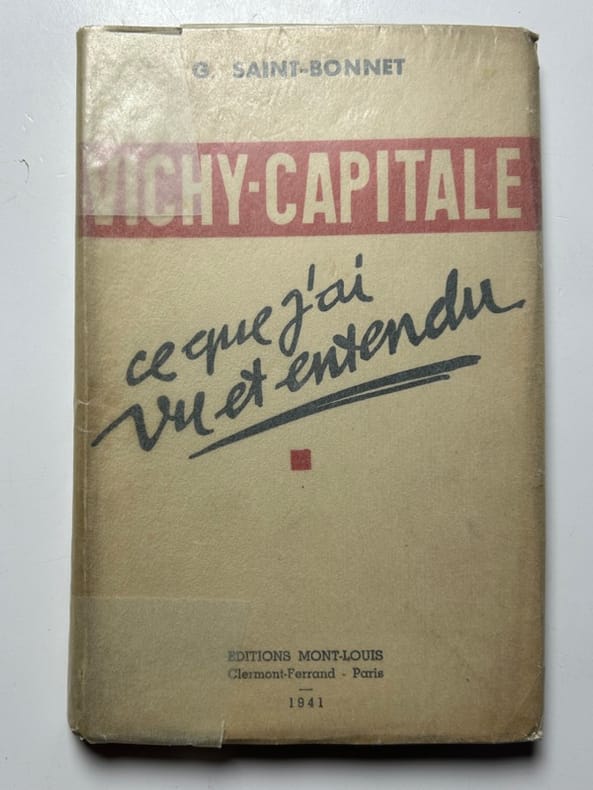 G. SAINT-BONNET
VICHY-CAPITALE
ce que j'ai
vu et entendu
EDITIONS MONT-LOUIS
Clermont-Ferrand - Paris
1941